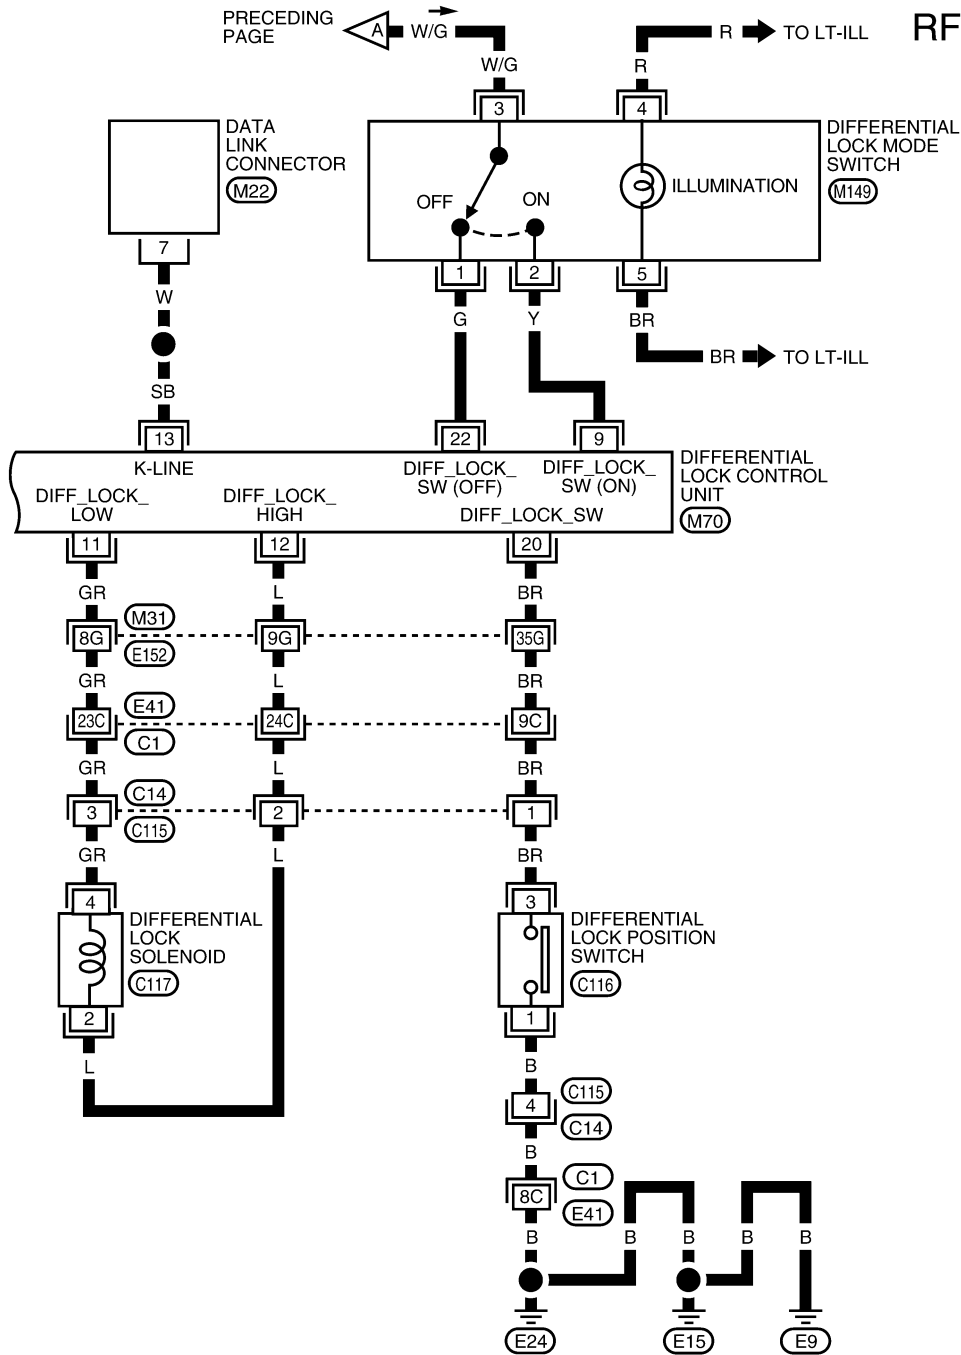 PRECEDING
PAGE
A
W/G
W/G
R
TO LT-ILL
RF
R
3
4
DATA
LINK
CONNECTOR
M22
DIFFERENTIAL
LOCK MODE
SWITCH
M149
OFF
ON
ILLUMINATION
7
1
2
5
W
G
Y
BR
BR
TO LT-ILL
SB
13
22
9
K-LINE
DIFF_LOCK_
SW (OFF)
DIFF_LOCK_
SW (ON)
DIFFERENTIAL
LOCK CONTROL
UNIT
M70
DIFF_LOCK_
LOW
DIFF_LOCK_
HIGH
DIFF_LOCK_SW
11
12
20
GR
L
BR
8G
M31
E152
9G
35G
GR
L
BR
23C
E41
C1
24C
9C
GR
L
BR
3
C14
C115
2
1
GR
L
BR
4
3
DIFFERENTIAL
LOCK
SOLENOID
C117
DIFFERENTIAL
LOCK POSITION
SWITCH
C116
2
1
L
B
4
C115
C14
B
8C
C1
E41
B
B
B
B
B
E24
E15
E9